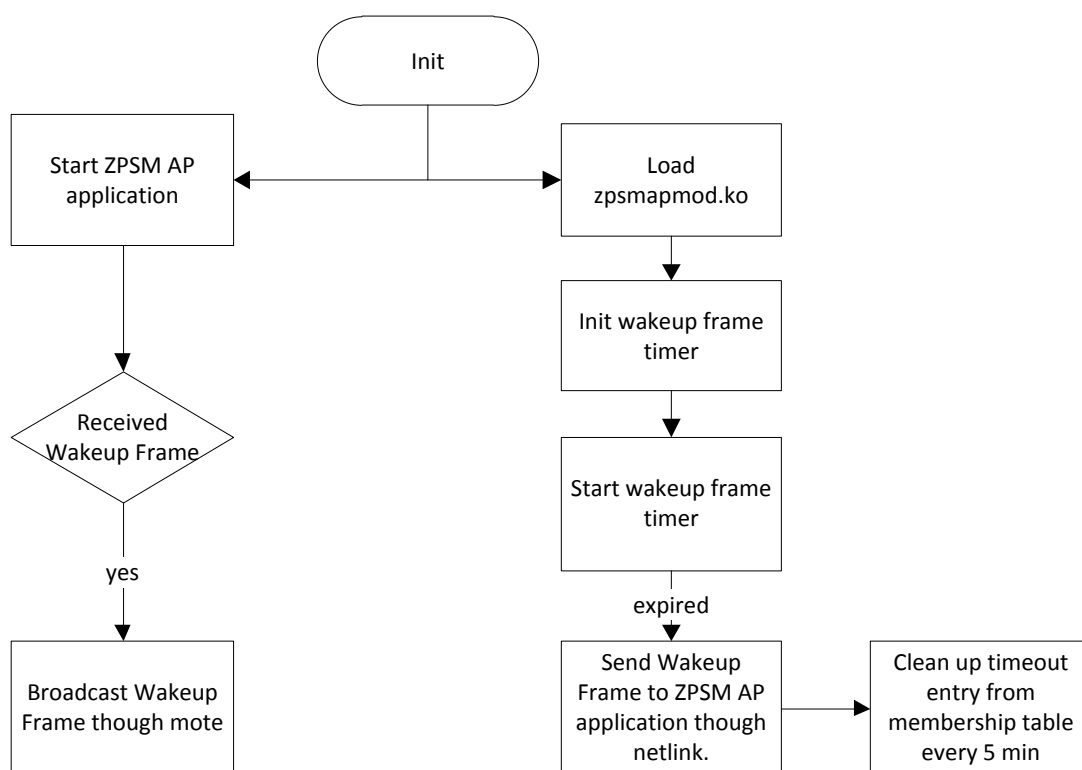 Init
Start ZPSM AP
application
Load
zpsmapmod.ko
Init wakeup frame
timer
Received
Wakeup Frame
Start wakeup frame
timer
yes
expired
Broadcast Wakeup
Frame though mote
Send Wakeup
Frame to ZPSM AP
application though
netlink.
Clean up timeout
entry from
membership table
every 5 min